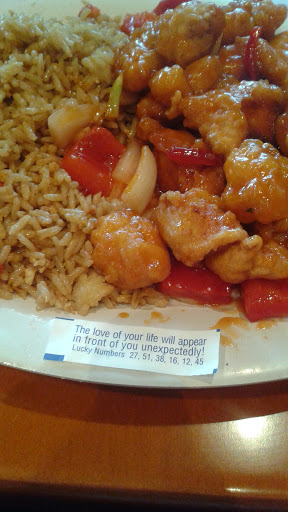 The love of your life will appear
in front of you unexpectedly!
Lucky Numbers 27, 51, 38, 16, 12, 45